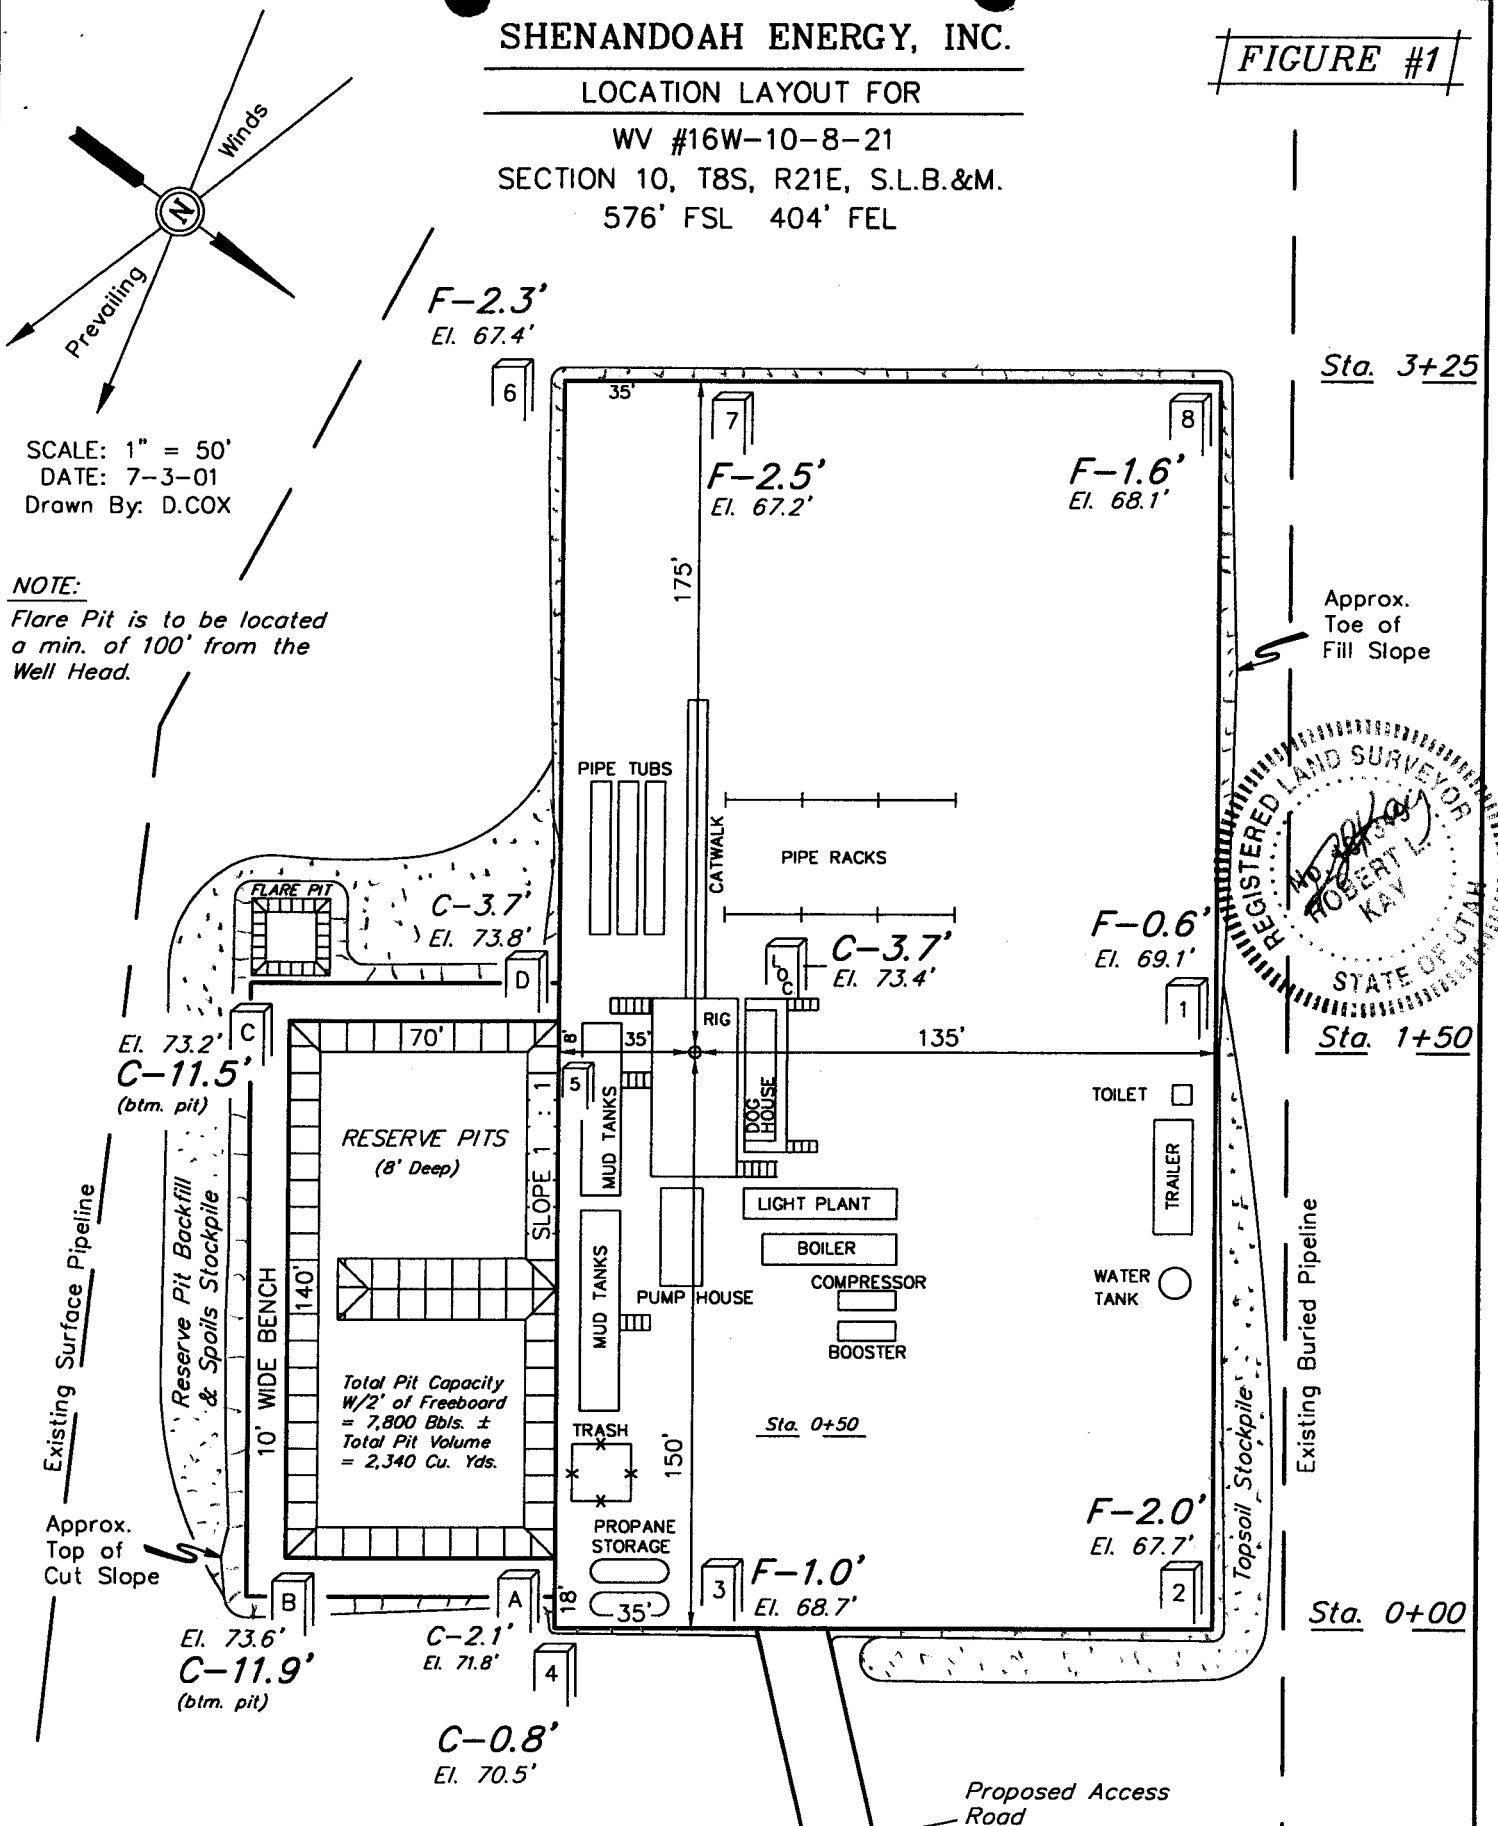 SHENANDOAH ENERGY, INC.
FIGURE #1
LOCATION LAYOUT FOR
WV #16W-10-8-21
SECTION 10, T8S, R21E, S.L.B.&M.
576' FSL 404' FEL
Winds
N
Prevailing
SCALE: 1" = 50'
DATE: 7-3-01
Drawn By: D.COX
NOTE:
Flare Pit is to be located
a min. of 100' from the
Well Head.
F-2.3'
El. 67.4'
6
35'
7
F-2.5'
El. 67.2'
8
F-1.6'
El. 68.1'
Sta. 3+25
175'
Approx.
Toe of
Fill Slope
REGISTERED LAND SURVEYOR
ROBERT L.
KAY
STATE OF UTAH
PIPE TUBS
CATWALK
PIPE RACKS
FLARE PIT
C-3.7'
El. 73.8'
D
LOC
C-3.7'
El. 73.4'
F-0.6'
El. 69.1'
1
Sta. 1+50
C
El. 73.2'
C-11.5'
(btm. pit)
70'
8'
35'
RIG
135'
5
MUD TANKS
DOG
HOUSE
TOILET
TRAILER
RESERVE PITS
(8' Deep)
SLOPE 1 : 1
LIGHT PLANT
BOILER
COMPRESSOR
BOOSTER
WATER
TANK
PUMP HOUSE
MUD TANKS
140'
10' WIDE BENCH
Reserve Pit Backfill
& Spoils Stockpile
Existing Surface Pipeline
Existing Buried Pipeline
Topsoil Stockpile
Total Pit Capacity
W/2' of Freeboard
= 7,800 Bbls. ±
Total Pit Volume
= 2,340 Cu. Yds.
TRASH
150'
Sta. 0+50
PROPANE
STORAGE
Approx.
Top of
Cut Slope
B
El. 73.6'
C-11.9'
(btm. pit)
A
C-2.1'
El. 71.8'
18'
35'
3
F-1.0'
El. 68.7'
F-2.0'
El. 67.7'
2
Sta. 0+00
4
C-0.8'
El. 70.5'
Proposed Access
Road